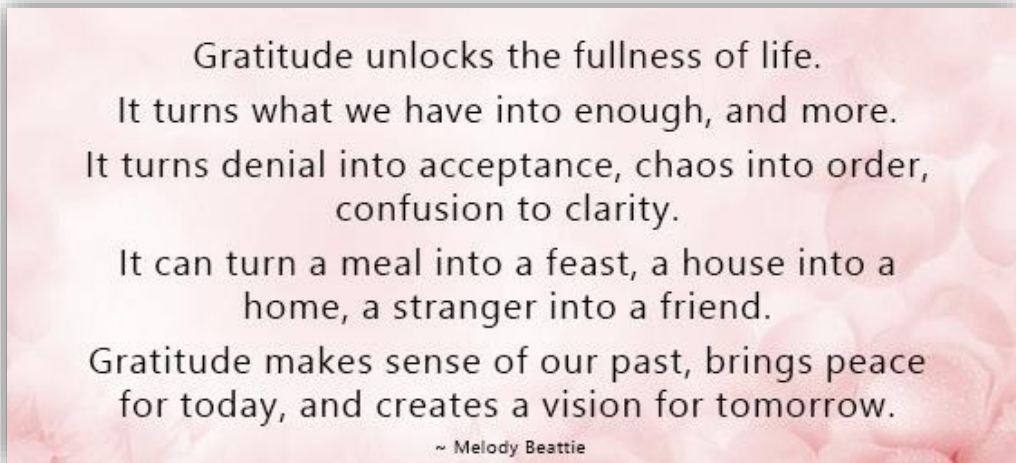 Gratitude unlocks the fullness of life.
It turns what we have into enough, and more.
It turns denial into acceptance, chaos into order,
confusion to clarity.
It can turn a meal into a feast, a house into a
home, a stranger into a friend.
Gratitude makes sense of our past, brings peace
for today, and creates a vision for tomorrow.
~ Melody Beattie